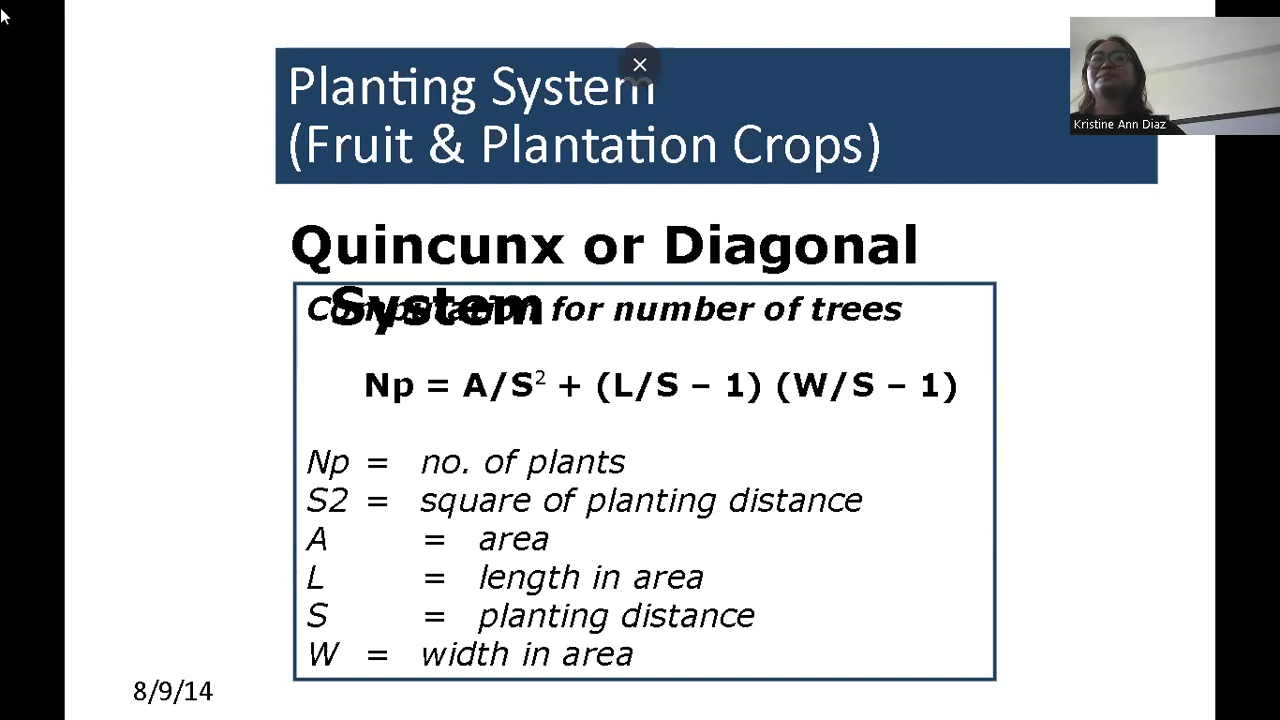 Planting System
(Fruit & Plantation Crops)
Kristine Ann Diaz
Quincunx or Diagonal
System
Computation for number of trees
Np = A/S² + (L/S – 1) (W/S – 1)
Np = no. of plants
S2 = square of planting distance
A = area
L = length in area
S = planting distance
W = width in area
8/9/14